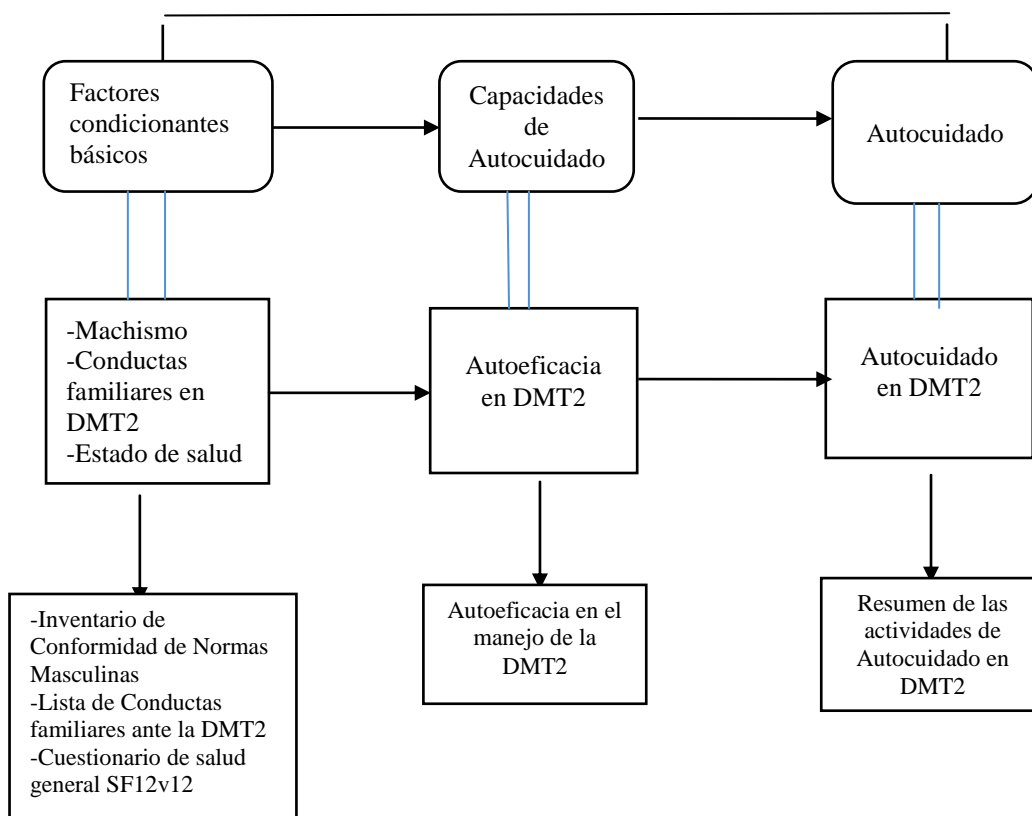 Factores
condicionantes
básicos
Capacidades
de
Autocuidado
Autocuidado
-Machismo
-Conductas
familiares en
DMT2
-Estado de salud
Autoeficacia
en DMT2
Autocuidado
en DMT2
-Inventario de
Conformidad de Normas
Masculinas
-Lista de Conductas
familiares ante la DMT2
-Cuestionario de salud
general SF12v12
Autoeficacia en el
manejo de la
DMT2
Resumen de las
actividades de
Autocuidado en
DMT2